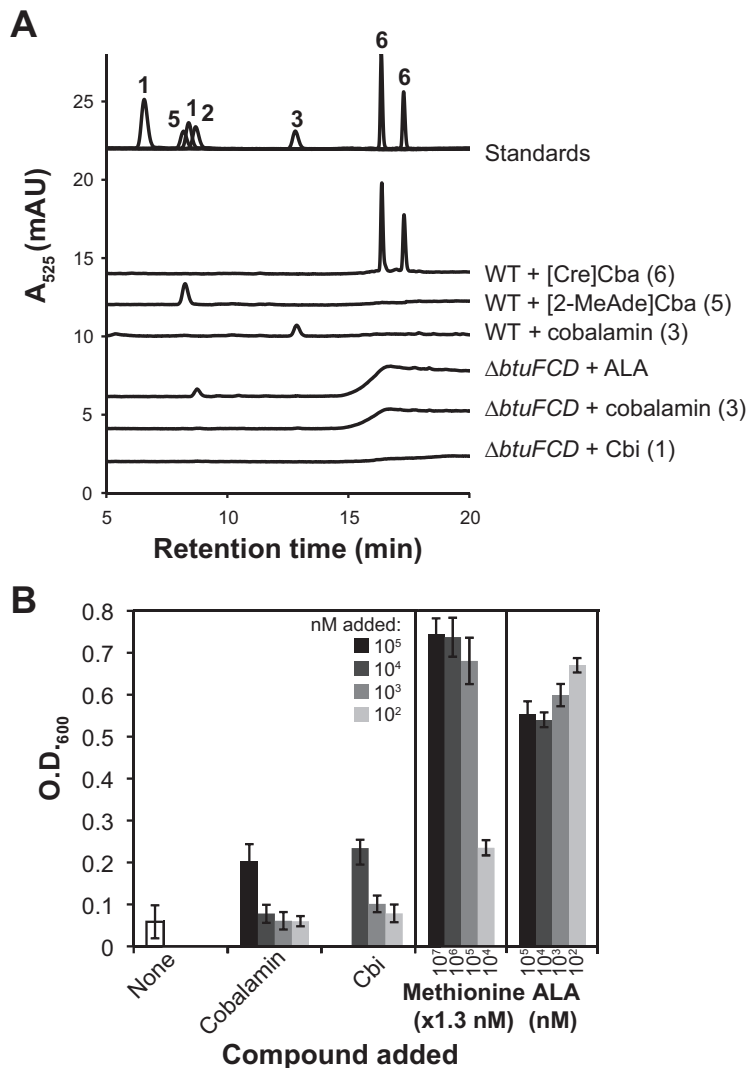 A
6
1
6
5 1 2
3
25
20
15
10
5
0
A525 (mAU)
Standards
WT + [Cre]Cba (6)
WT + [2-MeAde]Cba (5)
WT + cobalamin (3)
ΔbtuFCD + ALA
ΔbtuFCD + cobalamin (3)
ΔbtuFCD + Cbi (1)
5 10 15 20
Retention time (min)
B
0.8
0.7
0.6
0.5
0.4
0.3
0.2
0.1
0
O.D.600
nM added:
10⁵
10⁴
10³
10²
None
Cobalamin
Cbi
10⁷ 10⁶ 10⁵ 10⁴
10⁵ 10⁴ 10³ 10²
Methionine ALA
(x1.3 nM) (nM)
Compound added